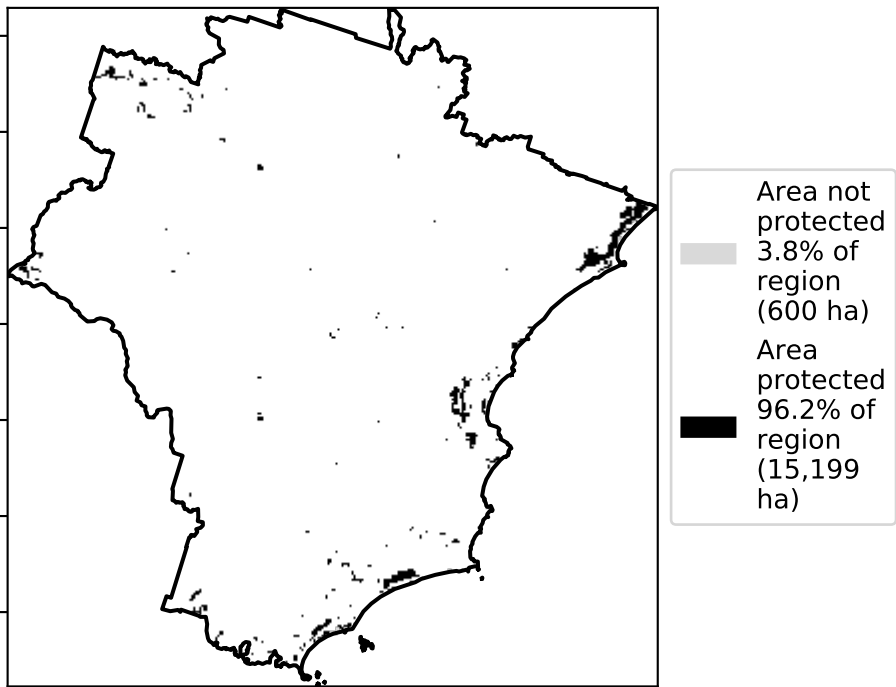 Area not
protected
3.8% of
region
(600 ha)
Area
protected
96.2% of
region
(15,199
ha)